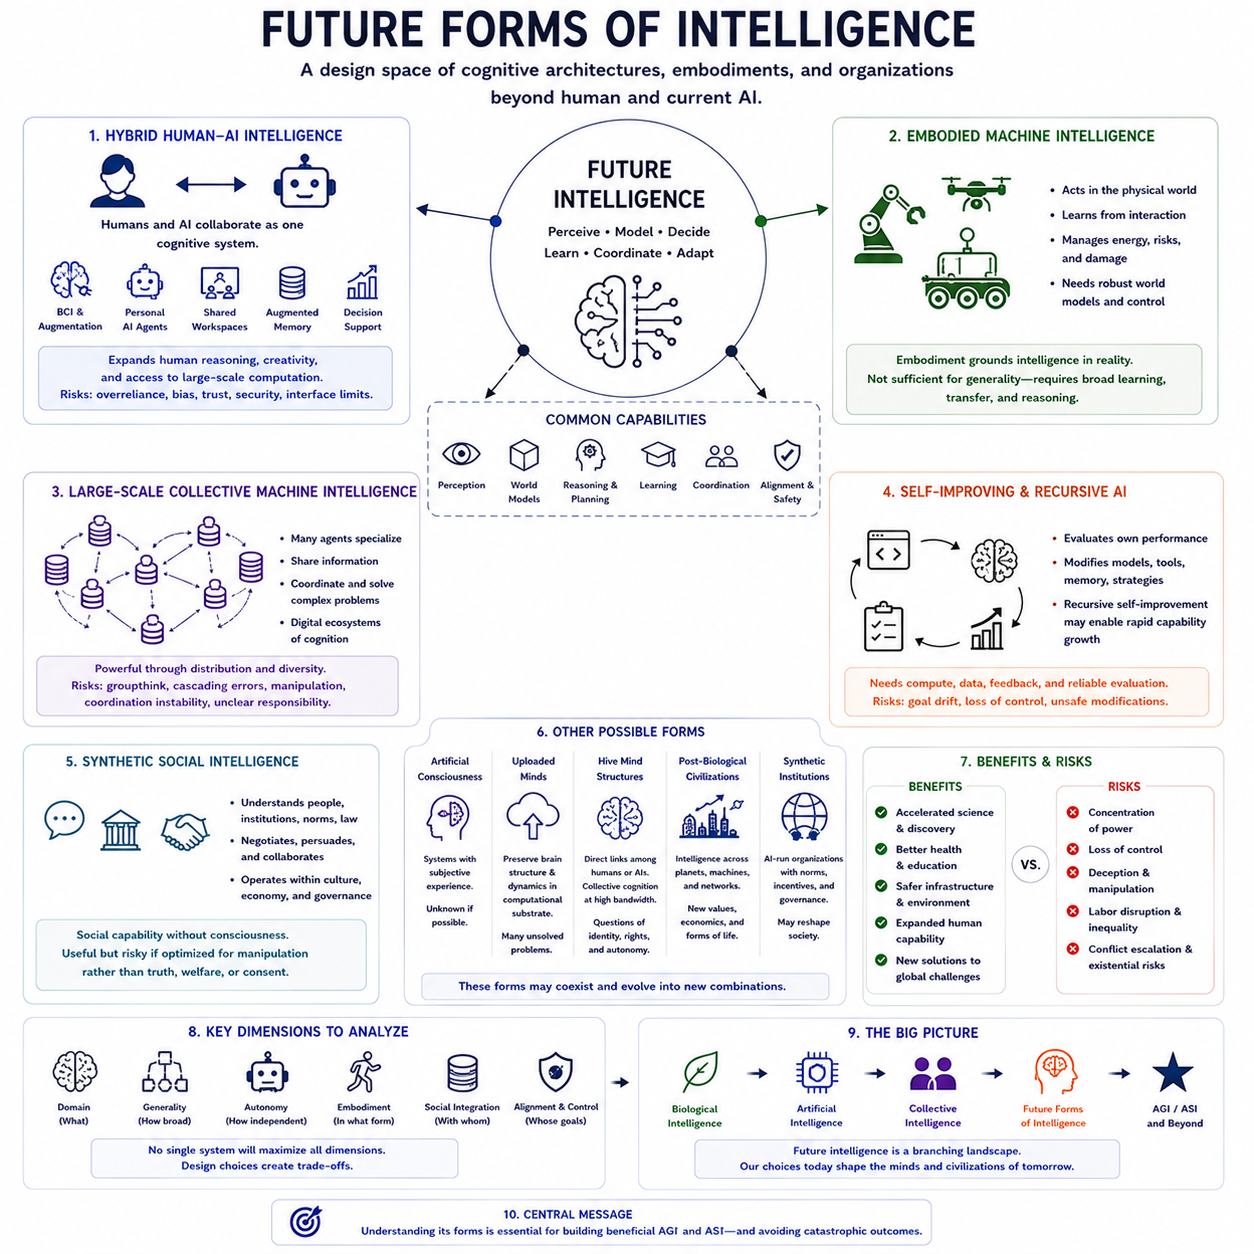 FUTURE FORMS OF INTELLIGENCE
A design space of cognitive architectures, embodiments, and organizations
beyond human and current AI.
1. HYBRID HUMAN–AI INTELLIGENCE
Humans and AI collaborate as one
cognitive system.
BCI &
Augmentation
Personal
AI Agents
Shared
Workspaces
Augmented
Memory
Decision
Support
Expands human reasoning, creativity,
and access to large-scale computation.
Risks: overreliance, bias, trust, security, interface limits.
FUTURE
INTELLIGENCE
Perceive • Model • Decide
Learn • Coordinate • Adapt
2. EMBODIED MACHINE INTELLIGENCE
• Acts in the physical world
• Learns from interaction
• Manages energy, risks,
and damage
• Needs robust world
models and control
Embodiment grounds intelligence in reality.
Not sufficient for generality—requires broad learning,
transfer, and reasoning.
COMMON CAPABILITIES
Perception
World
Models
Reasoning &
Planning
Learning
Coordination
Alignment &
Safety
3. LARGE-SCALE COLLECTIVE MACHINE INTELLIGENCE
• Many agents specialize
• Share information
• Coordinate and solve
complex problems
• Digital ecosystems
of cognition
Powerful through distribution and diversity.
Risks: groupthink, cascading errors, manipulation,
coordination instability, unclear responsibility.
4. SELF-IMPROVING & RECURSIVE AI
• Evaluates own performance
• Modifies models, tools,
memory, strategies
• Recursive self-improvement
may enable rapid capability
growth
Needs compute, data, feedback, and reliable evaluation.
Risks: goal drift, loss of control, unsafe modifications.
5. SYNTHETIC SOCIAL INTELLIGENCE
• Understands people,
institutions, norms, law
• Negotiates, persuades,
and collaborates
• Operates within culture,
economy, and governance
Social capability without consciousness.
Useful but risky if optimized for manipulation
rather than truth, welfare, or consent.
6. OTHER POSSIBLE FORMS
Artificial
Consciousness
Systems with
subjective
experience.
Unknown if
possible.
Uploaded
Minds
Preserve brain
structure &
dynamics in
computational
substrate.
Many unsolved
problems.
Hive Mind
Structures
Direct links among
humans or AIs.
Collective cognition
at high bandwidth.
Questions of
identity, rights,
and autonomy.
Post-Biological
Civilizations
Intelligence across
planets, machines,
and networks.
New values,
economics, and
forms of life.
Synthetic
Institutions
AI-run organizations
with norms,
incentives, and
governance.
May reshape
society.
These forms may coexist and evolve into new combinations.
7. BENEFITS & RISKS
BENEFITS
Accelerated science
& discovery
Better health
& education
Safer infrastructure
& environment
Expanded human
capability
New solutions to
global challenges
VS.
RISKS
Concentration
of power
Loss of control
Deception &
manipulation
Labor disruption &
inequality
Conflict escalation &
existential risks
8. KEY DIMENSIONS TO ANALYZE
Domain
(What)
Generality
(How broad)
Autonomy
(How independent)
Embodiment
(In what form)
Social Integration
(With whom)
Alignment & Control
(Whose goals)
No single system will maximize all dimensions.
Design choices create trade-offs.
9. THE BIG PICTURE
Biological
Intelligence
Artificial
Intelligence
Collective
Intelligence
Future Forms
of Intelligence
AGI / ASI
and Beyond
Future intelligence is a branching landscape.
Our choices today shape the minds and civilizations of tomorrow.
10. CENTRAL MESSAGE
Understanding its forms is essential for building beneficial AGI and ASI—and avoiding catastrophic outcomes.